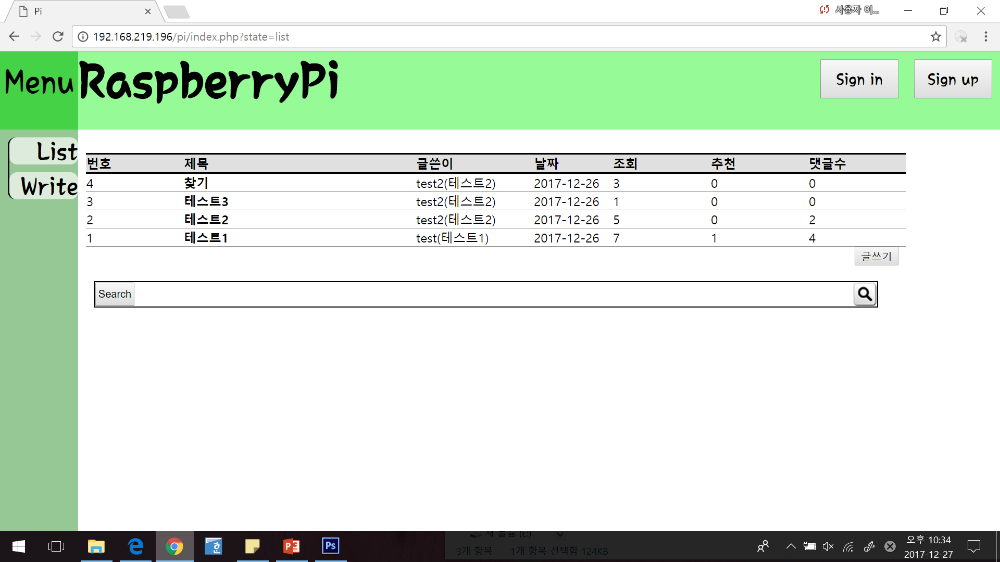 Pi
사용자 이...
192.168.219.196/pi/index.php?state=list
Menu
RaspberryPi
Sign in
Sign up
List
Write
번호 제목 글쓴이 날짜 조회 추천 댓글수
4 찾기 test2(테스트2) 2017-12-26 3 0 0
3 테스트3 test2(테스트2) 2017-12-26 1 0 0
2 테스트2 test2(테스트2) 2017-12-26 5 0 2
1 테스트1 test(테스트1) 2017-12-26 7 1 4
글쓰기
Search
새 볼륨 (E:)
3개 항목 1개 항목 선택함 124KB
오후 10:34
2017-12-27